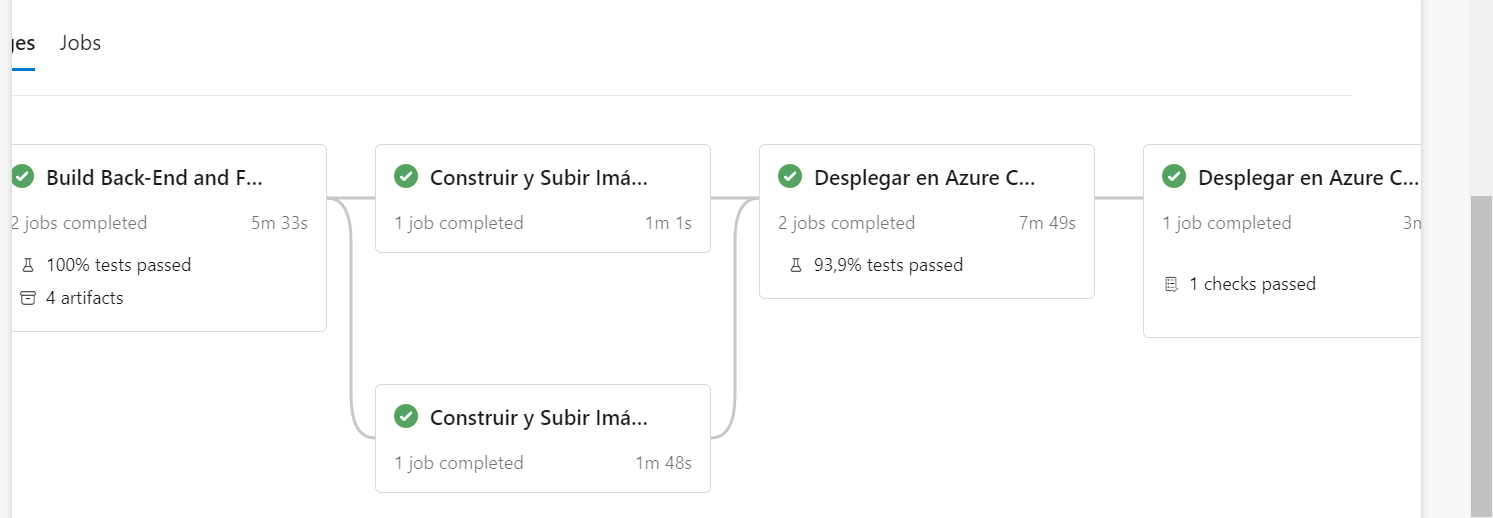 Jobs
Build Back-End and F...
2 jobs completed 5m 33s
100% tests passed
4 artifacts
Construir y Subir Imá...
1 job completed 1m 1s
Construir y Subir Imá...
1 job completed 1m 48s
Desplegar en Azure C...
2 jobs completed 7m 49s
93,9% tests passed
Desplegar en Azure C...
1 job completed
1 checks passed